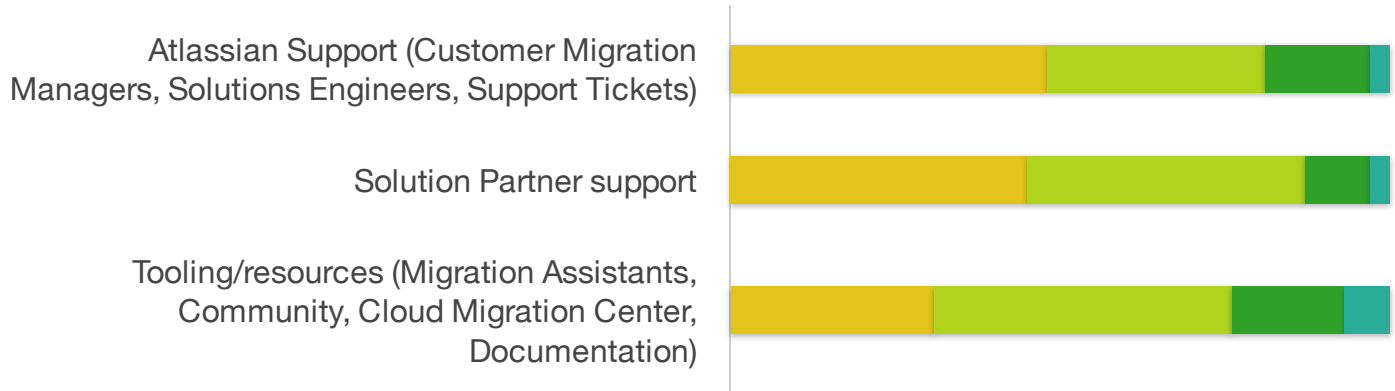 Atlassian Support (Customer Migration
Managers, Solutions Engineers, Support Tickets)
Solution Partner support
Tooling/resources (Migration Assistants,
Community, Cloud Migration Center,
Documentation)